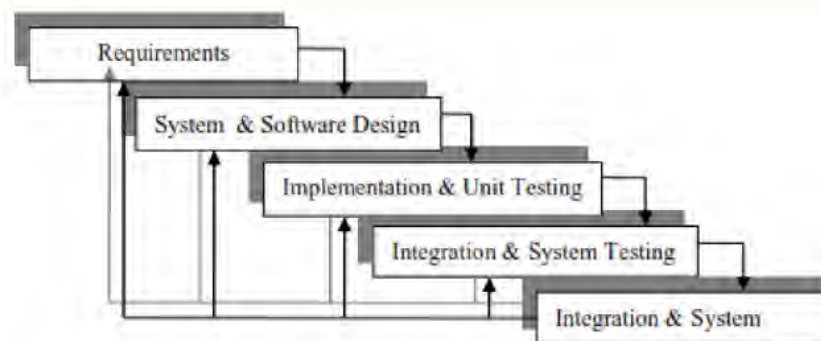 Requirements
System & Software Design
Implementation & Unit Testing
Integration & System Testing
Integration & System